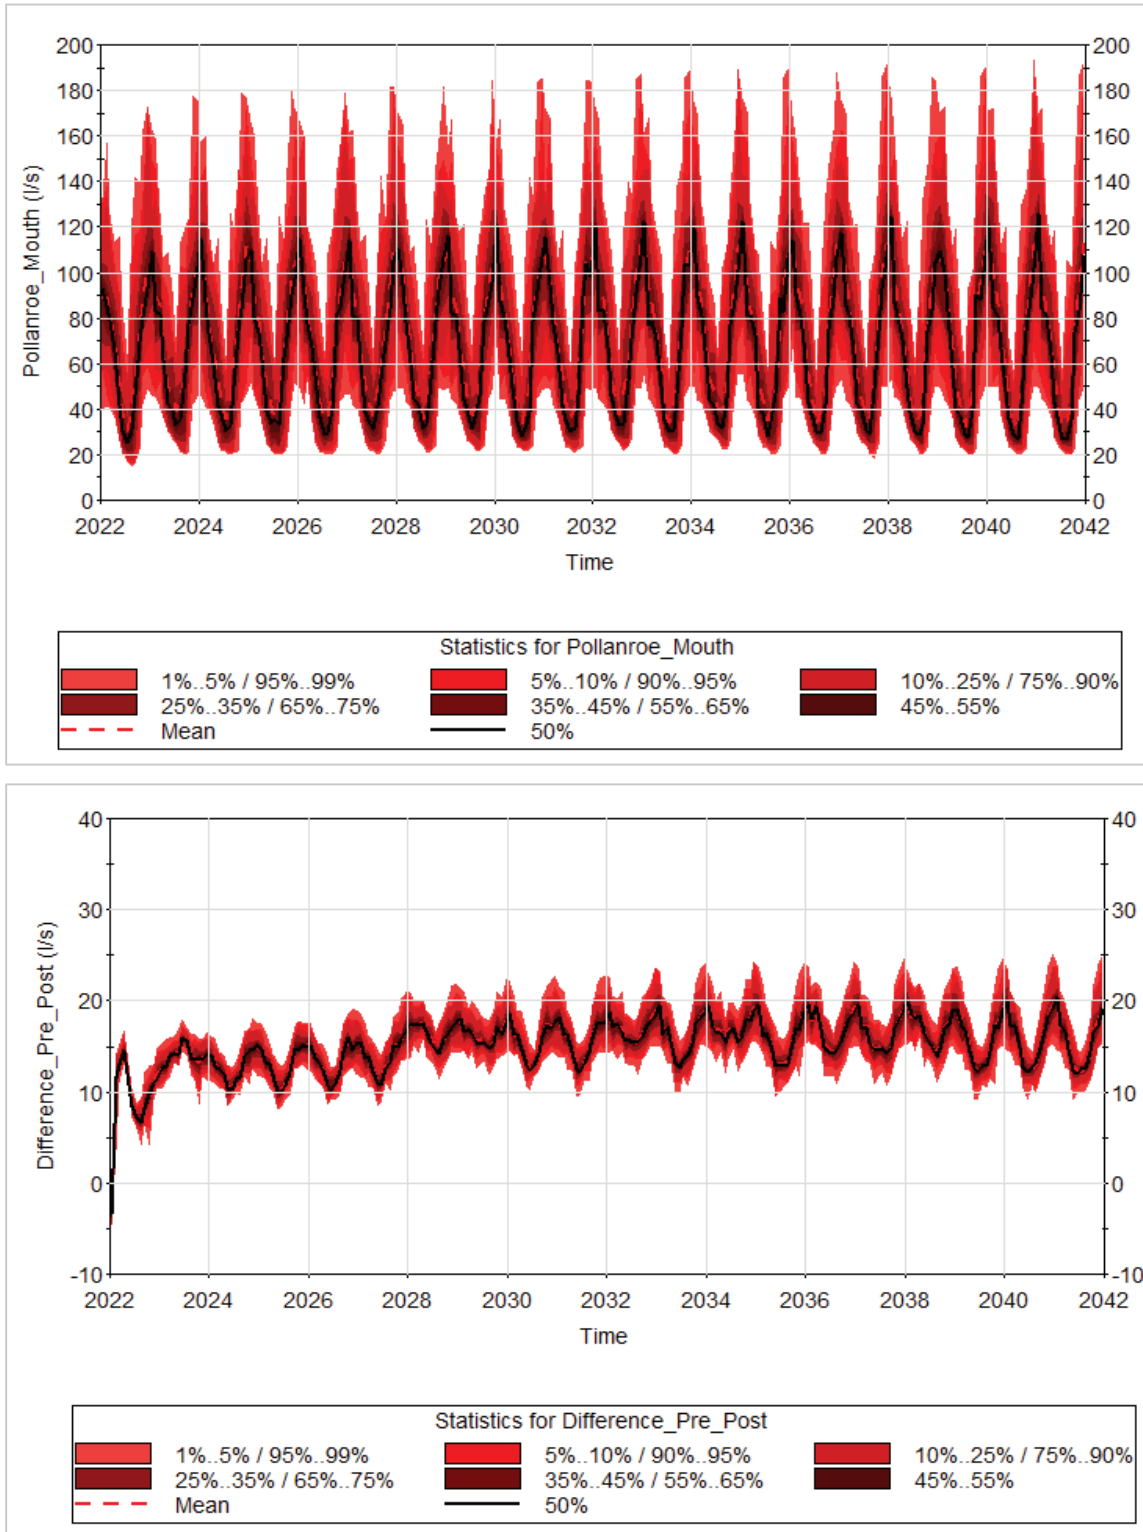 200
180
160
140
120
100
80
60
40
20
0
Pollanroe_Mouth (l/s)
200
180
160
140
120
100
80
60
40
20
0
2022 2024 2026 2028 2030 2032 2034 2036 2038 2040 2042
Time
Statistics for Pollanroe_Mouth
1%..5% / 95%..99% 5%..10% / 90%..95% 10%..25% / 75%..90%
25%..35% / 65%..75% 35%..45% / 55%..65% 45%..55%
Mean 50%
40
30
20
10
0
-10
Difference_Pre_Post (l/s)
40
30
20
10
0
-10
2022 2024 2026 2028 2030 2032 2034 2036 2038 2040 2042
Time
Statistics for Difference_Pre_Post
1%..5% / 95%..99% 5%..10% / 90%..95% 10%..25% / 75%..90%
25%..35% / 65%..75% 35%..45% / 55%..65% 45%..55%
Mean 50%